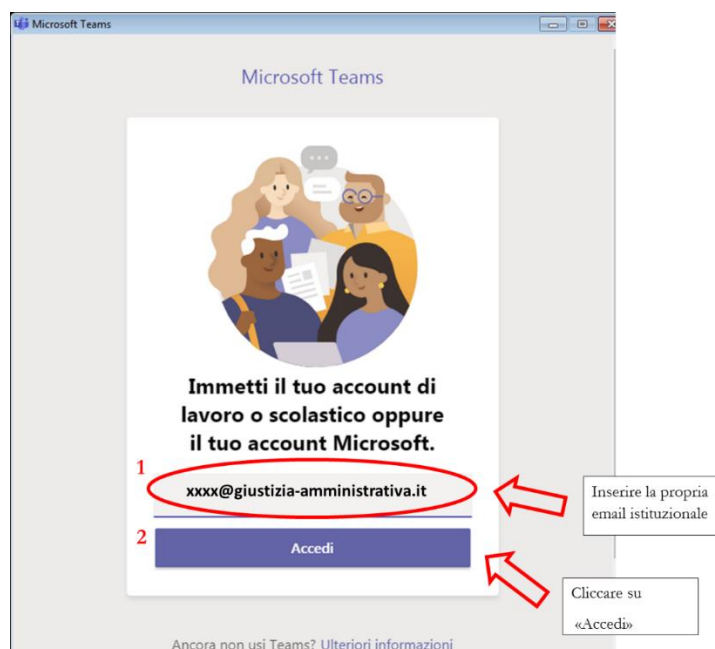 Microsoft Teams
Microsoft Teams
Immetti il tuo account di
lavoro o scolastico oppure
il tuo account Microsoft.
1
xxxx@giustizia-amministrativa.it
Inserire la propria
email istituzionale
2
Accedi
Cliccare su
«Accedi»
Ancora non usi Teams? Ulteriori informazioni